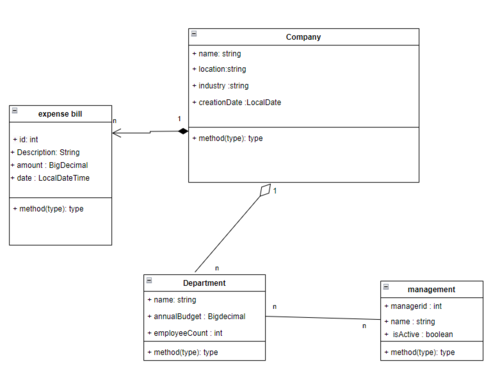 Company
+ name: string
+ location:string
+ industry :string
+ creationDate :LocalDate
+ method(type): type
1
n
expense bill
+ id: int
+ Description: String
+ amount : BigDecimal
+ date : LocalDateTime
+ method(type): type
1
n
Department
+ name: string
+ annualBudget : Bigdecimal
+ employeeCount : int
+ method(type): type
n
n
management
+ managerid : int
+ name : string
+ isActive : boolean
+ method(type): type